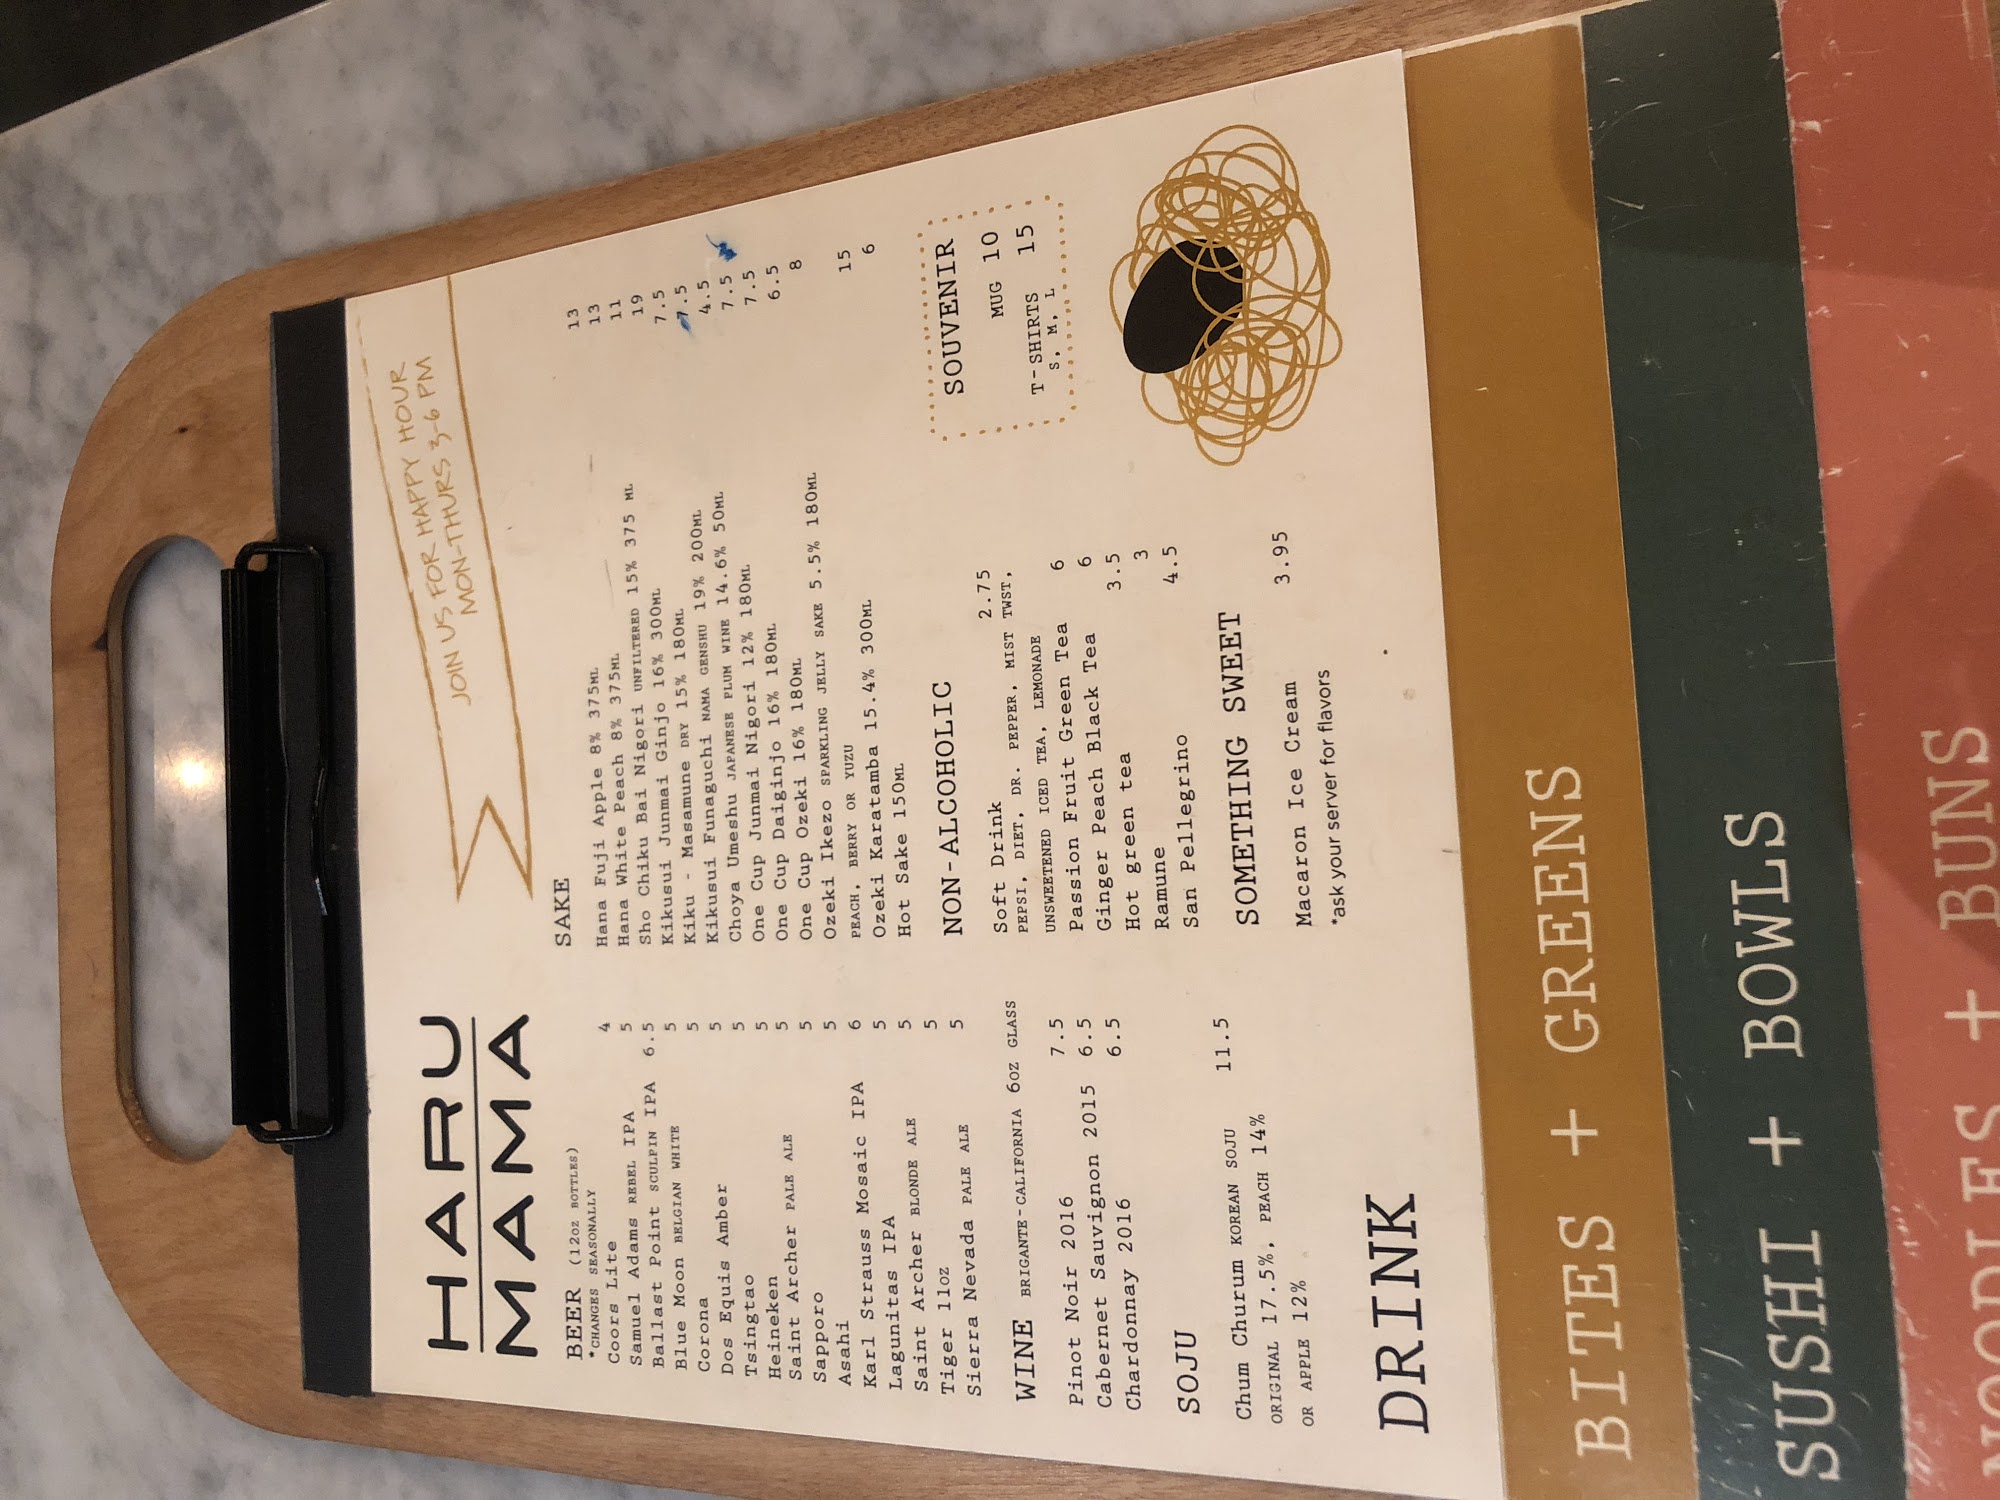 HARU
MAMA
JOIN US FOR HAPPY HOUR
MON-THURS 3-6 PM
BEER (12OZ BOTTLES)
*CHANGES SEASONALLY
Coors Lite 4
Samuel Adams REBEL IPA 5
Ballast Point SCULPIN IPA 6.5
Blue Moon BELGIAN WHITE 5
Corona 5
Dos Equis Amber 5
Tsingtao 5
Heineken 5
Saint Archer PALE ALE 5
Sapporo 5
Asahi 5
Karl Strauss Mosaic IPA 6
Lagunitas IPA 5
Saint Archer BLONDE ALE 5
Tiger 11oz 5
Sierra Nevada PALE ALE 5
WINE BRIGANTE-CALIFORNIA 6OZ GLASS
Pinot Noir 2016 7.5
Cabernet Sauvignon 2015 6.5
Chardonnay 2016 6.5
SOJU
Chum Churum KOREAN SOJU 11.5
ORIGINAL 17.5%, PEACH 14%
OR APPLE 12%
SAKE
Hana Fuji Apple 8% 375ML 13
Hana White Peach 8% 375ML 13
Sho Chiku Bai Nigori UNFILTERED 15% 375 ML 11
Kikusui Junmai Ginjo 16% 300ML 19
Kiku - Masamune DRY 15% 180ML 7.5
Kikusui Funaguchi NAMA GENSHU 19% 200ML 7.5
Choya Umeshu JAPANESE PLUM WINE 14.6% 50ML 4.5
One Cup Junmai Nigori 12% 180ML 7.5
One Cup Daiginjo 16% 180ML 7.5
One Cup Ozeki 16% 180ML 6.5
Ozeki Ikezo SPARKLING JELLY SAKE 5.5% 180ML 8
PEACH, BERRY OR YUZU
Ozeki Karatamba 15.4% 300ML 15
Hot Sake 150ML 6
NON-ALCOHOLIC
Soft Drink 2.75
PEPSI, DIET, DR. PEPPER, MIST TWST,
UNSWEETENED ICED TEA, LEMONADE
Passion Fruit Green Tea 6
Ginger Peach Black Tea 6
Hot green tea 3.5
Ramune 3
San Pellegrino 4.5
SOMETHING SWEET
Macaron Ice Cream 3.95
*ask your server for flavors
SOUVENIR
MUG 10
T-SHIRTS 15
S, M, L
DRINK
BITES + GREENS
SUSHI + BOWLS
NOODLES + BUNS